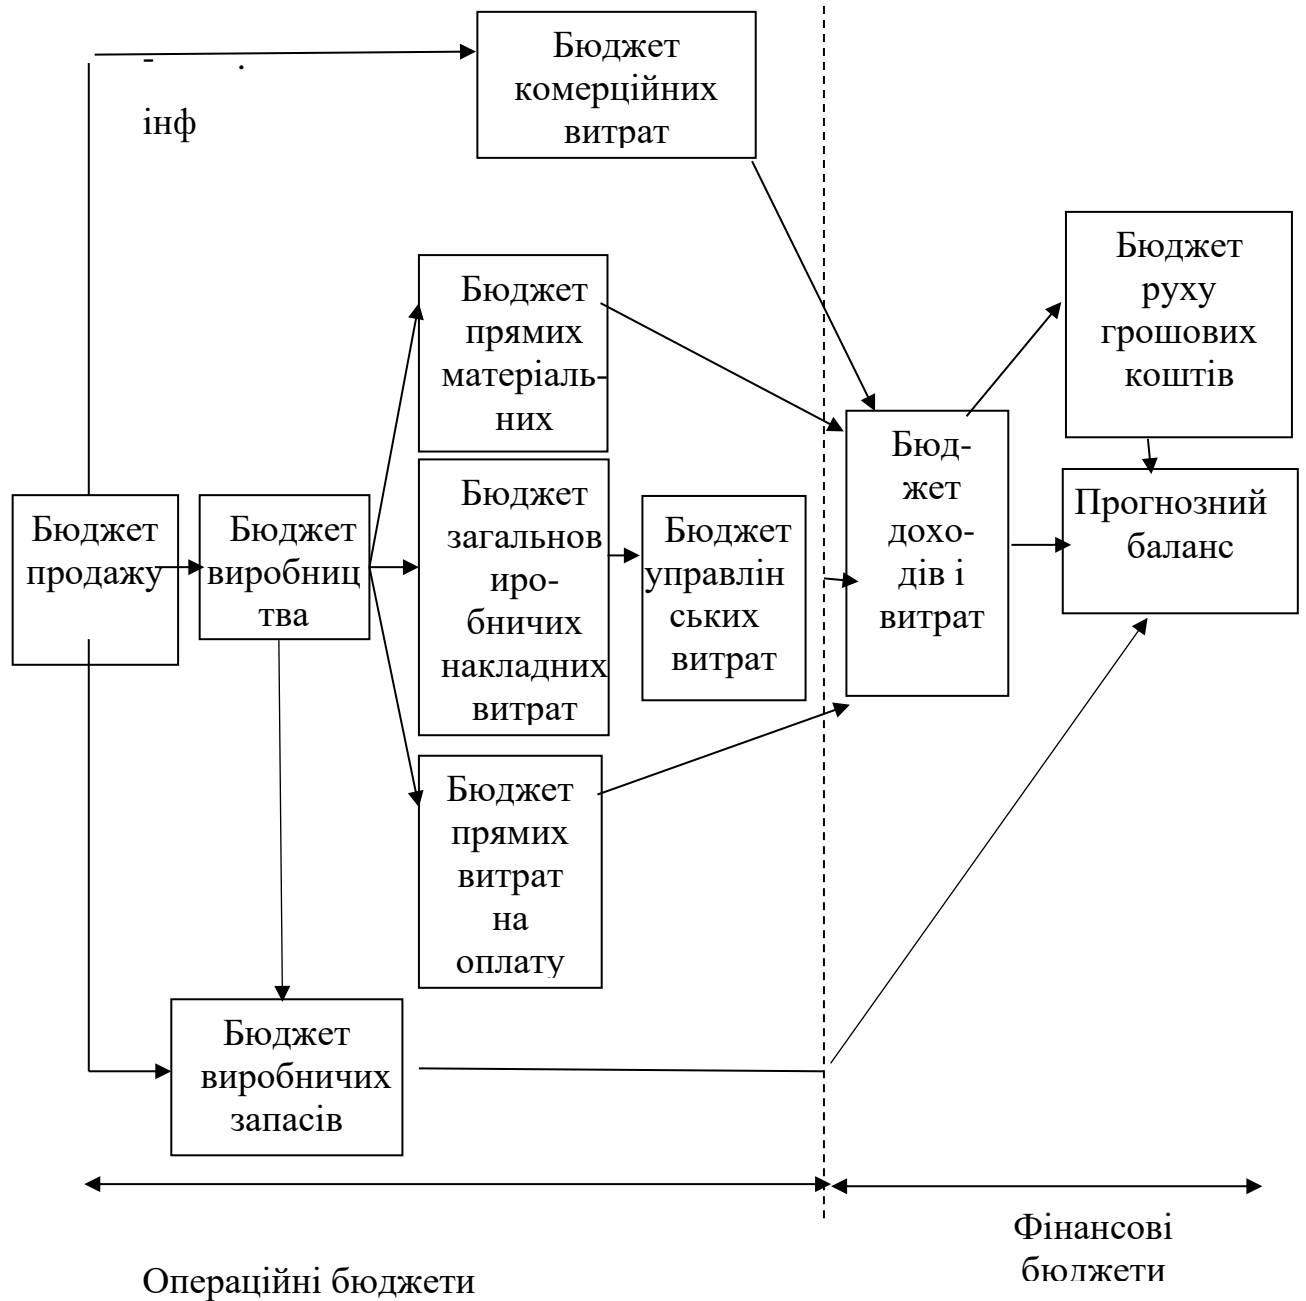 Бюджет
комерційних
витрат
- .
інф
Бюджет
руху
грошових
коштів
Бюджет
прямих
матеріаль-
них
Бюд-
жет
дохо-
дів і
витрат
Прогнозний
баланс
Бюджет
продажу
Бюджет
виробниц
тва
Бюджет
загальнов
иро-
бничих
накладних
витрат
Бюджет
управлін
ських
витрат
Бюджет
прямих
витрат
на
оплату
Бюджет
виробничих
запасів
Фінансові
бюджети
Операційні бюджети